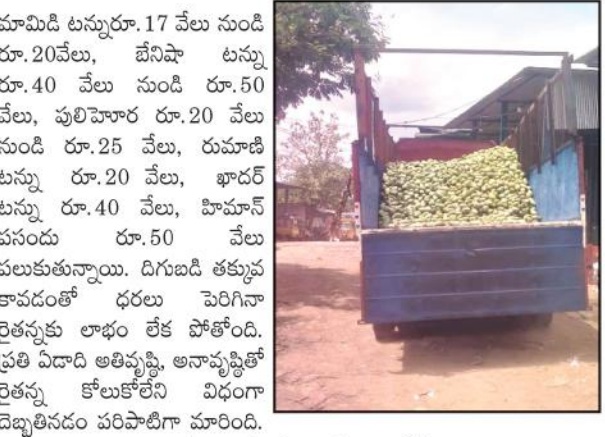 మామిడి టన్నురూ. 17 వేలు నుండి
రూ.20వేలు, బేనిషా టన్ను
రూ.40 వేలు నుండి రూ.50
వేలు, పులిహెూర రూ.20 వేలు
నుండి రూ.25 వేలు, రుమాణి
టన్ను రూ.20 వేలు, ఖాదర్
టన్ను రూ.40 వేలు, హిమాన్
పసందు రూ.50 వేలు
పలుకుతున్నాయి. దిగుబడి తక్కువ
కావడంతో ధరలు పెరిగినా
రైతన్నకు లాభం లేక పోతోంది.
ప్రతి ఏడాది అతివృష్ఠి, అనావృష్ఠితో
రైతన్న కోలుకోలేని విధంగా
దెబ్బతినడం పరిపాటిగా మారింది.